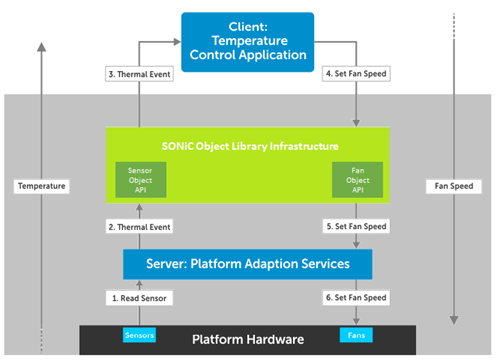 Client:
Temperature
Control Application
3. Thermal Event
4. Set Fan Speed
SONiC Object Library Infrastructure
Sensor
Object
API
Fan
Object
API
Temperature
Fan Speed
2. Thermal Event
5. Set Fan Speed
Server: Platform Adaption Services
1. Read Sensor
6. Set Fan Speed
Sensors
Platform Hardware
Fans